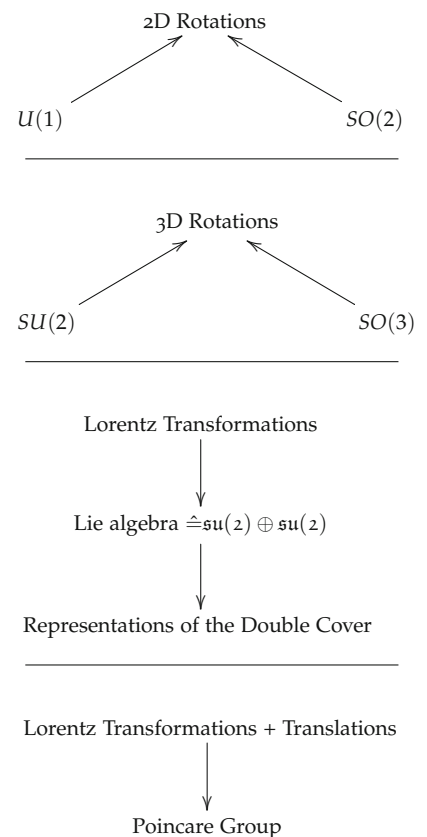 2D Rotations
U(1) SO(2)
3D Rotations
SU(2) SO(3)
Lorentz Transformations
Lie algebra ≙𝔰𝔲(2) ⊕ 𝔰𝔲(2)
Representations of the Double Cover
Lorentz Transformations + Translations
Poincare Group